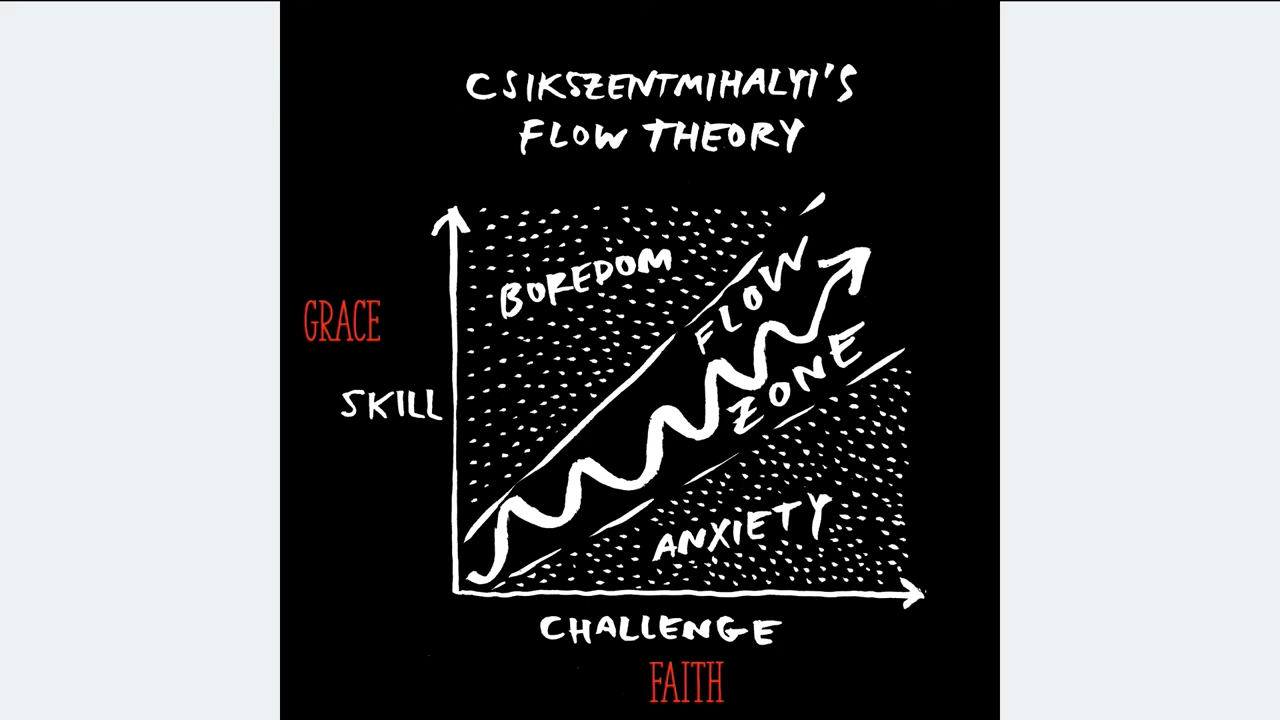 CSIKSZENTMIHALYI'S
FLOW THEORY
BOREDOM
FLOW
ZONE
GRACE
SKILL
ANXIETY
CHALLENGE
FAITH